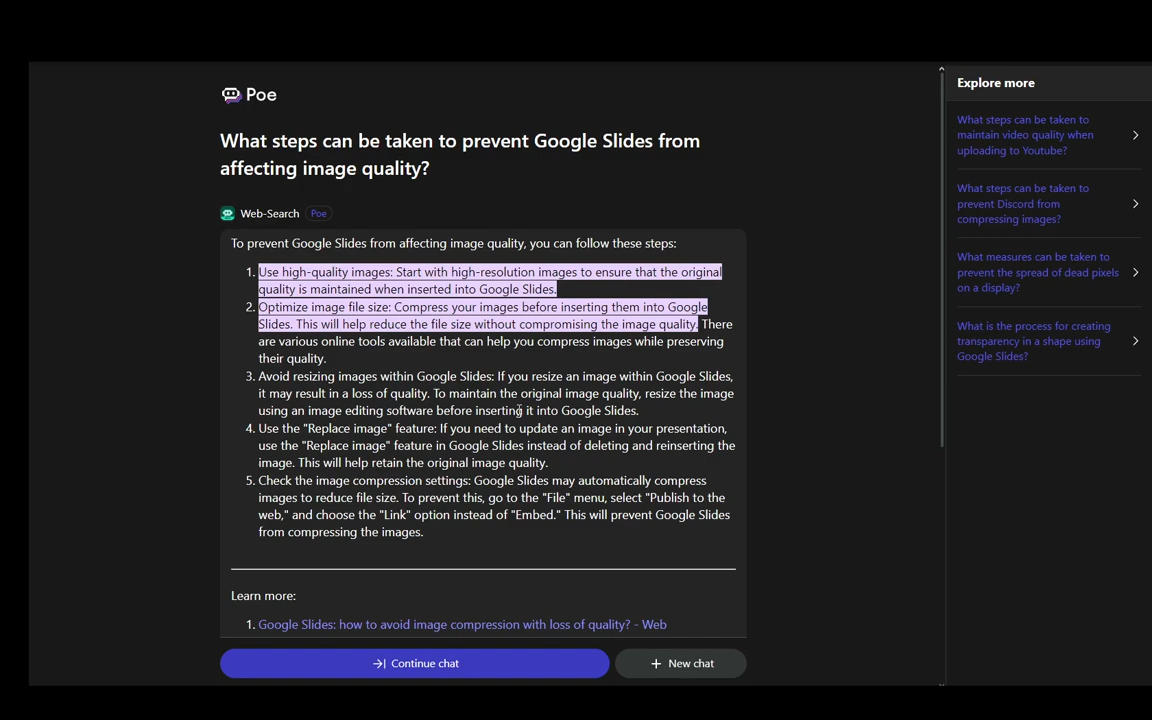 Poe
What steps can be taken to prevent Google Slides from
affecting image quality?
Web-Search Poe
To prevent Google Slides from affecting image quality, you can follow these steps:
1. Use high-quality images: Start with high-resolution images to ensure that the original
quality is maintained when inserted into Google Slides.
2. Optimize image file size: Compress your images before inserting them into Google
Slides. This will help reduce the file size without compromising the image quality. There
are various online tools available that can help you compress images while preserving
their quality.
3. Avoid resizing images within Google Slides: If you resize an image within Google Slides,
it may result in a loss of quality. To maintain the original image quality, resize the image
using an image editing software before inserting it into Google Slides.
4. Use the "Replace image" feature: If you need to update an image in your presentation,
use the "Replace image" feature in Google Slides instead of deleting and reinserting the
image. This will help retain the original image quality.
5. Check the image compression settings: Google Slides may automatically compress
images to reduce file size. To prevent this, go to the "File" menu, select "Publish to the
web," and choose the "Link" option instead of "Embed." This will prevent Google Slides
from compressing the images.
Learn more:
1. Google Slides: how to avoid image compression with loss of quality? - Web
Continue chat
New chat
Explore more
What steps can be taken to
maintain video quality when
uploading to Youtube?
What steps can be taken to
prevent Discord from
compressing images?
What measures can be taken to
prevent the spread of dead pixels
on a display?
What is the process for creating
transparency in a shape using
Google Slides?